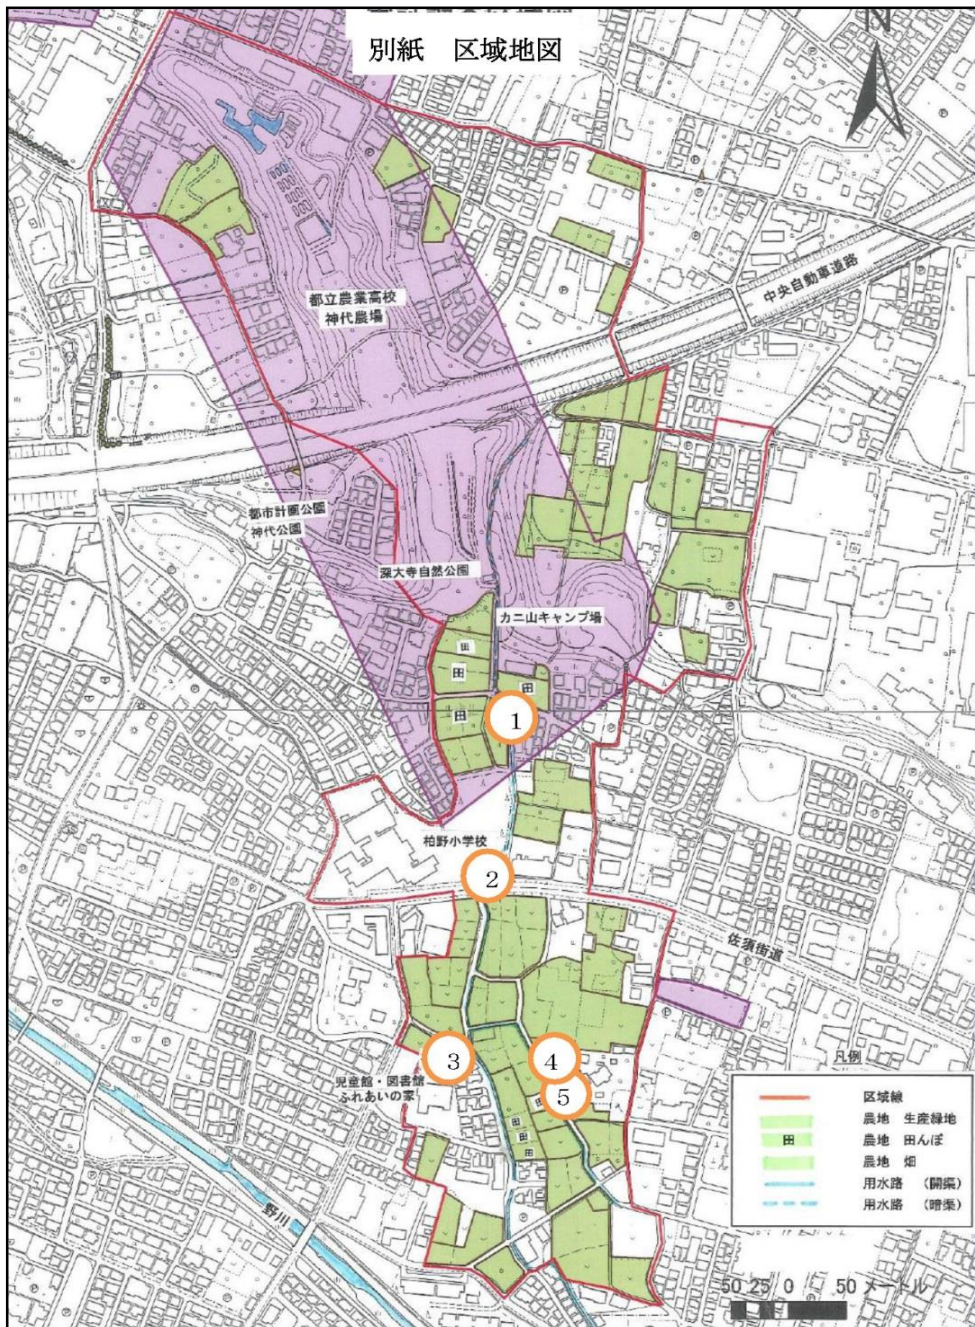 別紙　区域地図
N
中央自動車道路
都立農業高校
神代農場
都市計画公園
神代公園
深大寺自然公園
カニ山キャンプ場
田
田
田
田
1
柏野小学校
2
佐須街道
3
4
5
児童館・図書館
ふれあいの家
田
田
田
田
野川
凡例
区域線
農地　生産緑地
田　農地　田んぼ
農地　畑
用水路　（開渠）
用水路　（暗渠）
50 25 0 50 メートル